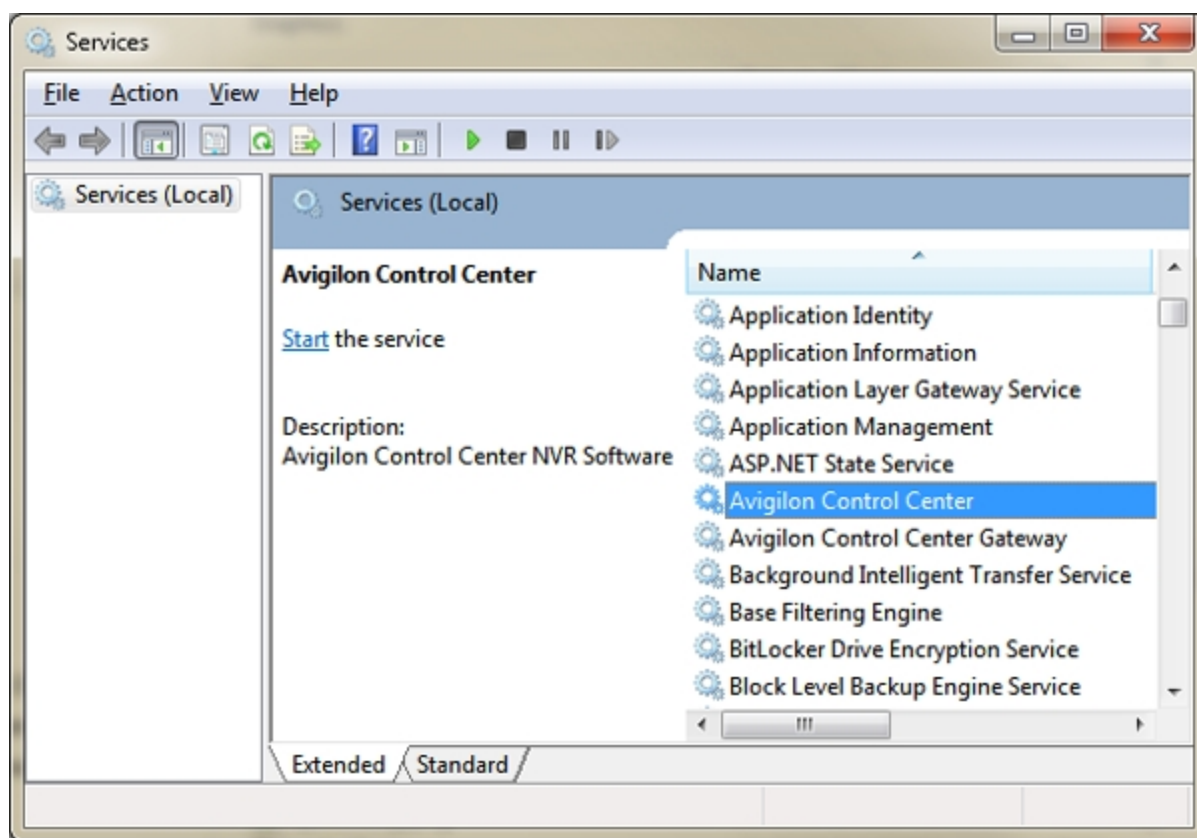 Services
File Action View Help
Services (Local)
Services (Local)
Avigilon Control Center
Start the service
Description:
Avigilon Control Center NVR Software
Name
Application Identity
Application Information
Application Layer Gateway Service
Application Management
ASP.NET State Service
Avigilon Control Center
Avigilon Control Center Gateway
Background Intelligent Transfer Service
Base Filtering Engine
BitLocker Drive Encryption Service
Block Level Backup Engine Service
Extended Standard